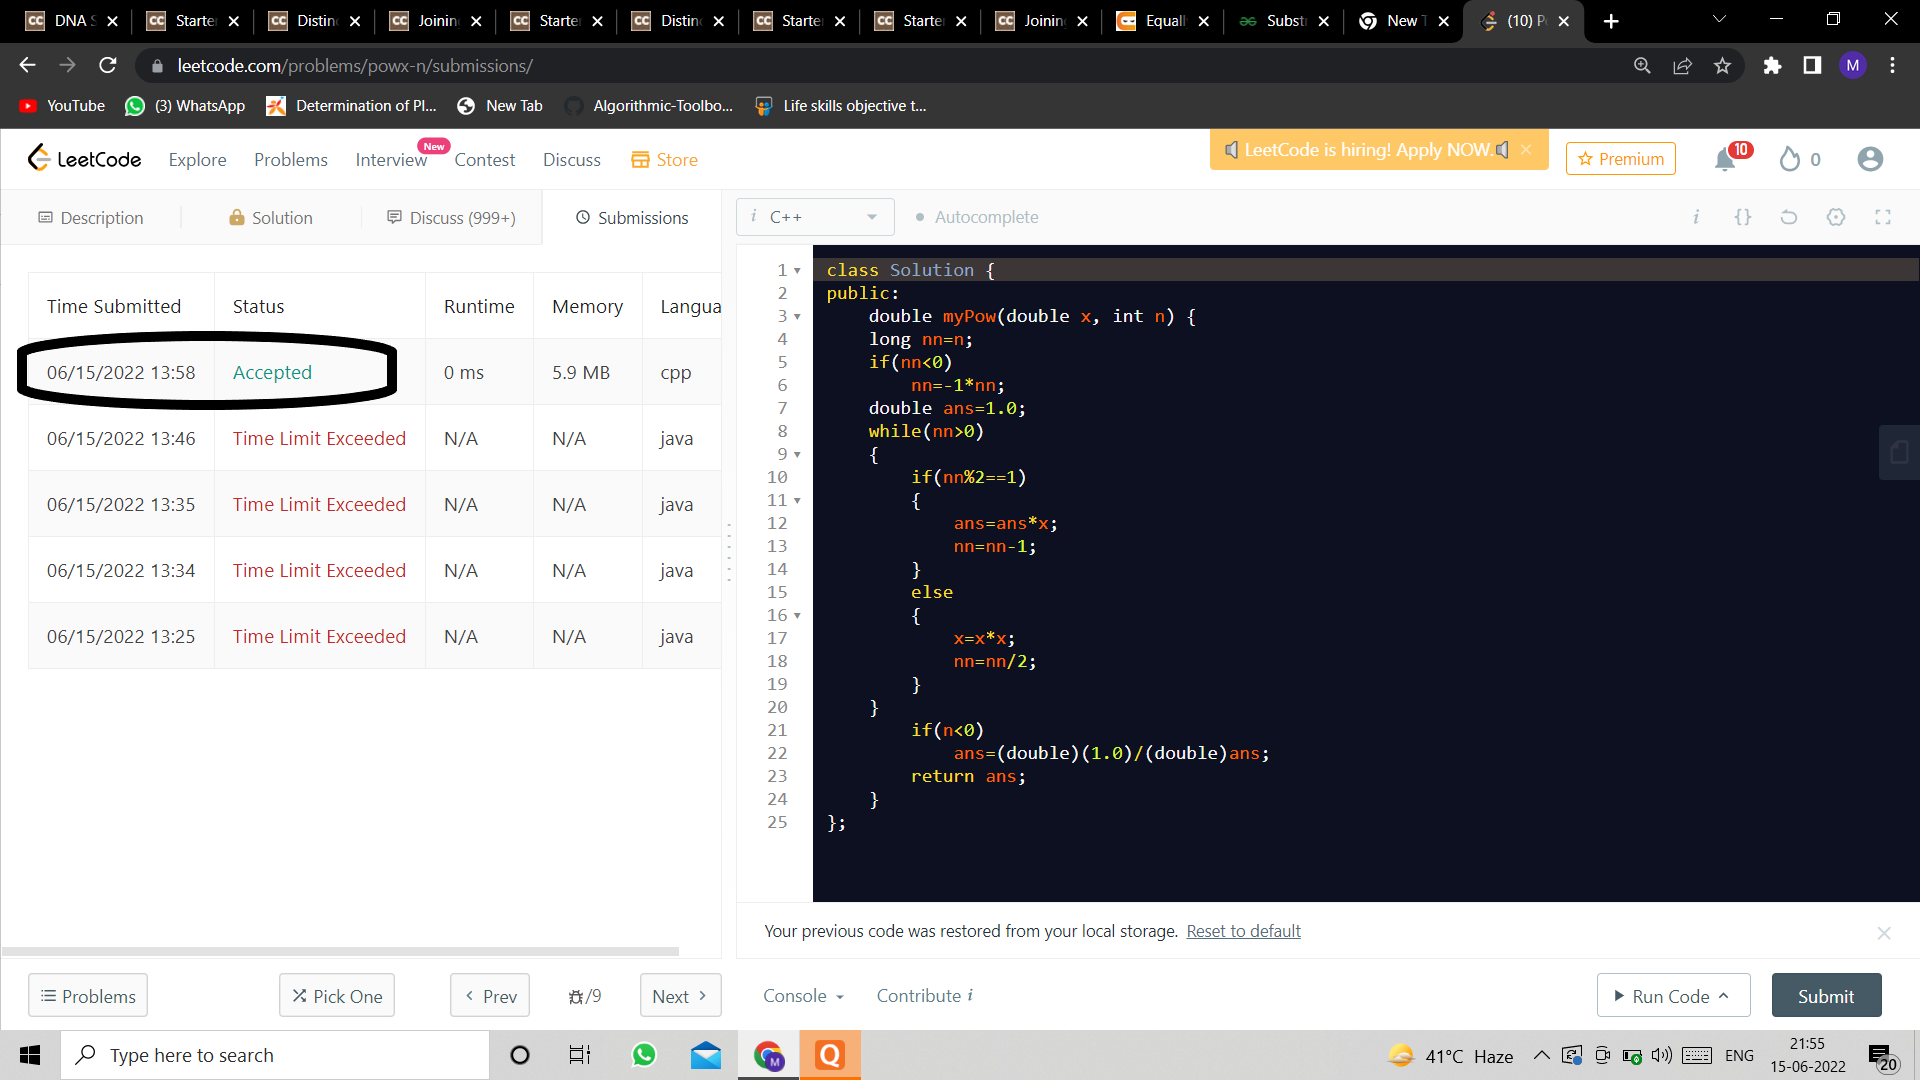 DNA S
Starte
Distinc
Joinin
Starte
Distinc
Starte
Starte
Joinin
Equall
Subst
New T
(10) P
leetcode.com/problems/powx-n/submissions/
M
YouTube
(3) WhatsApp
Determination of Pl...
New Tab
Algorithmic-Toolbo...
Life skills objective t...
LeetCode
Explore
Problems
Interview
New
Contest
Discuss
Store
LeetCode is hiring! Apply NOW.
Premium
10
0
Description
Solution
Discuss (999+)
Submissions
i C++
Autocomplete
i {}
Time Submitted Status Runtime Memory Langua
06/15/2022 13:58 Accepted 0 ms 5.9 MB cpp
06/15/2022 13:46 Time Limit Exceeded N/A N/A java
06/15/2022 13:35 Time Limit Exceeded N/A N/A java
06/15/2022 13:34 Time Limit Exceeded N/A N/A java
06/15/2022 13:25 Time Limit Exceeded N/A N/A java
1 class Solution {
2 public:
3 double myPow(double x, int n) {
4 long nn=n;
5 if(nn<0)
6 nn=-1*nn;
7 double ans=1.0;
8 while(nn>0)
9 {
10 if(nn%2==1)
11 {
12 ans=ans*x;
13 nn=nn-1;
14 }
15 else
16 {
17 x=x*x;
18 nn=nn/2;
19 }
20 }
21 if(n<0)
22 ans=(double)(1.0)/(double)ans;
23 return ans;
24 }
25 };
Your previous code was restored from your local storage. Reset to default
Problems
Pick One
Prev
/9
Next
Console
Contribute i
Run Code
Submit
Type here to search
41°C Haze
ENG
21:55
15-06-2022
20